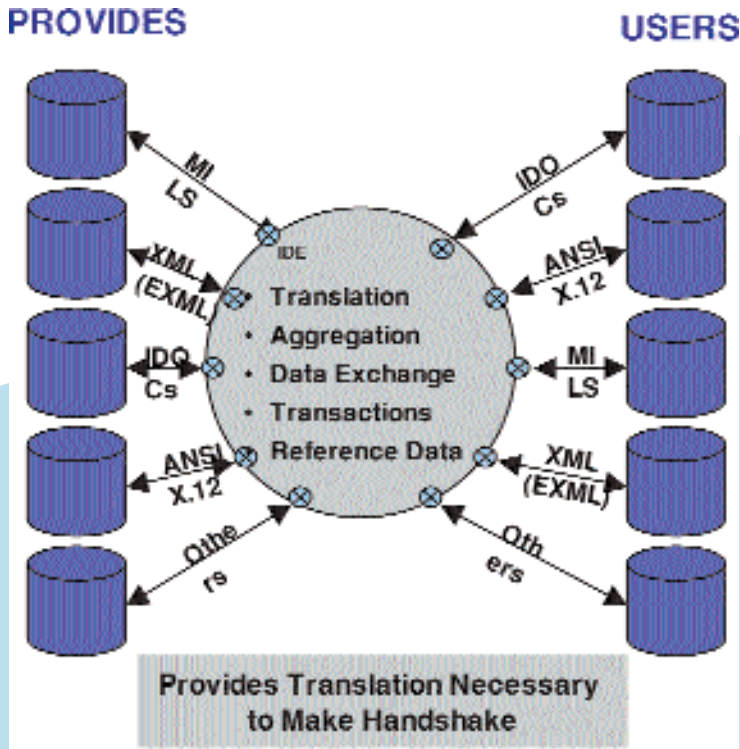 PROVIDES
USERS
MI
LS
XML
(EXML)
IDO
Cs
ANSI
X.12
Othe
rs
IDE
• Translation
• Aggregation
• Data Exchange
• Transactions
• Reference Data
IDO
Cs
ANSI
X.12
MI
LS
XML
(EXML)
Oth
ers
Provides Translation Necessary
to Make Handshake